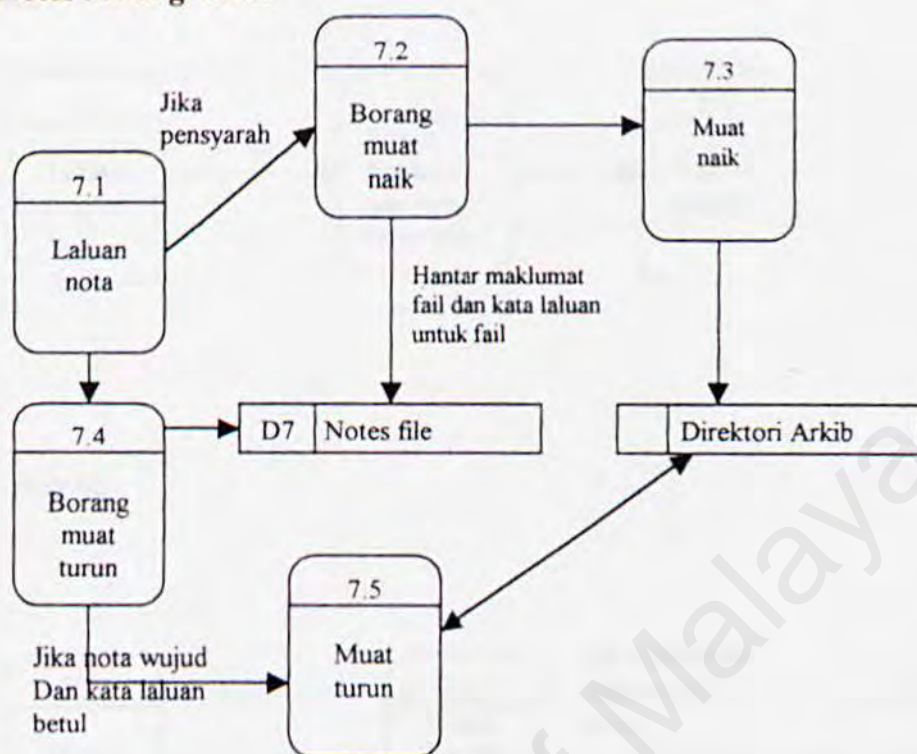 7.1
Laluan
nota
Jika
pensyarah
7.2
Borang
muat
naik
7.3
Muat
naik
Hantar maklumat
fail dan kata laluan
untuk fail
7.4
Borang
muat
turun
D7 Notes file
Direktori Arkib
Jika nota wujud
Dan kata laluan
betul
7.5
Muat
turun
of Malaya